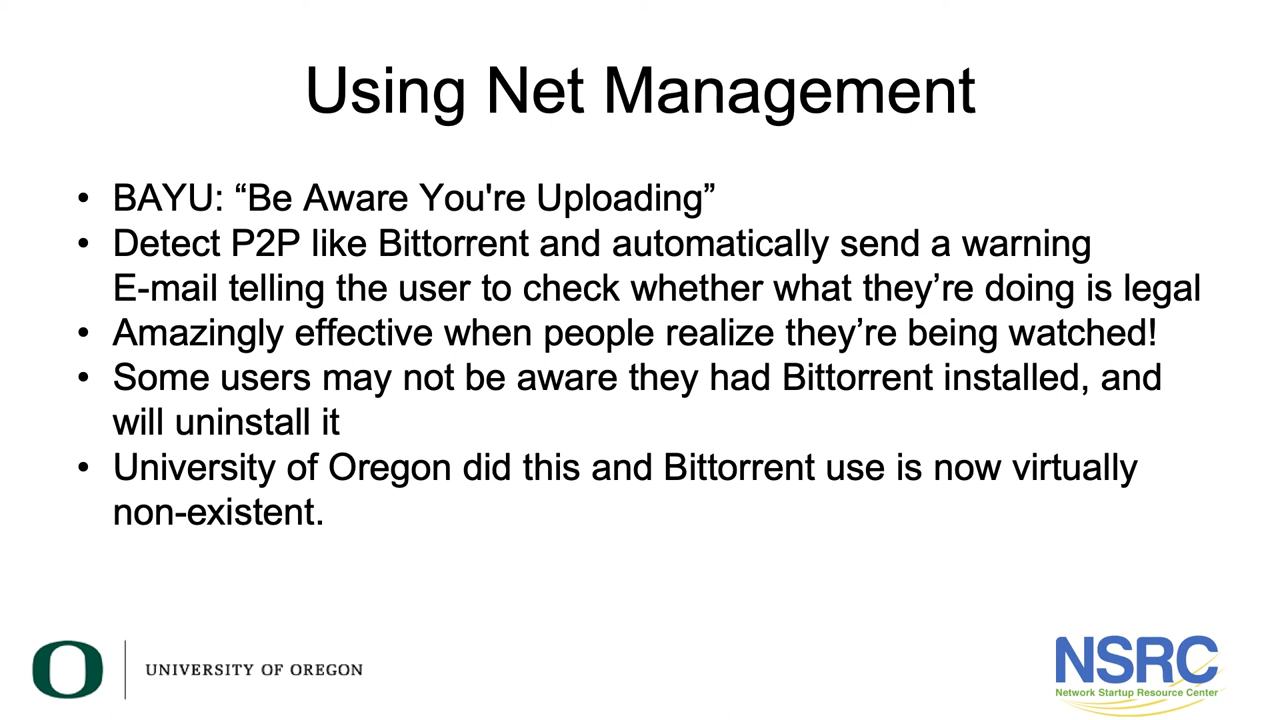 Using Net Management
• BAYU: “Be Aware You're Uploading”
• Detect P2P like Bittorrent and automatically send a warning
E-mail telling the user to check whether what they’re doing is legal
• Amazingly effective when people realize they’re being watched!
• Some users may not be aware they had Bittorrent installed, and
will uninstall it
• University of Oregon did this and Bittorrent use is now virtually
non-existent.
O
UNIVERSITY OF OREGON
NSRC
Network Startup Resource Center